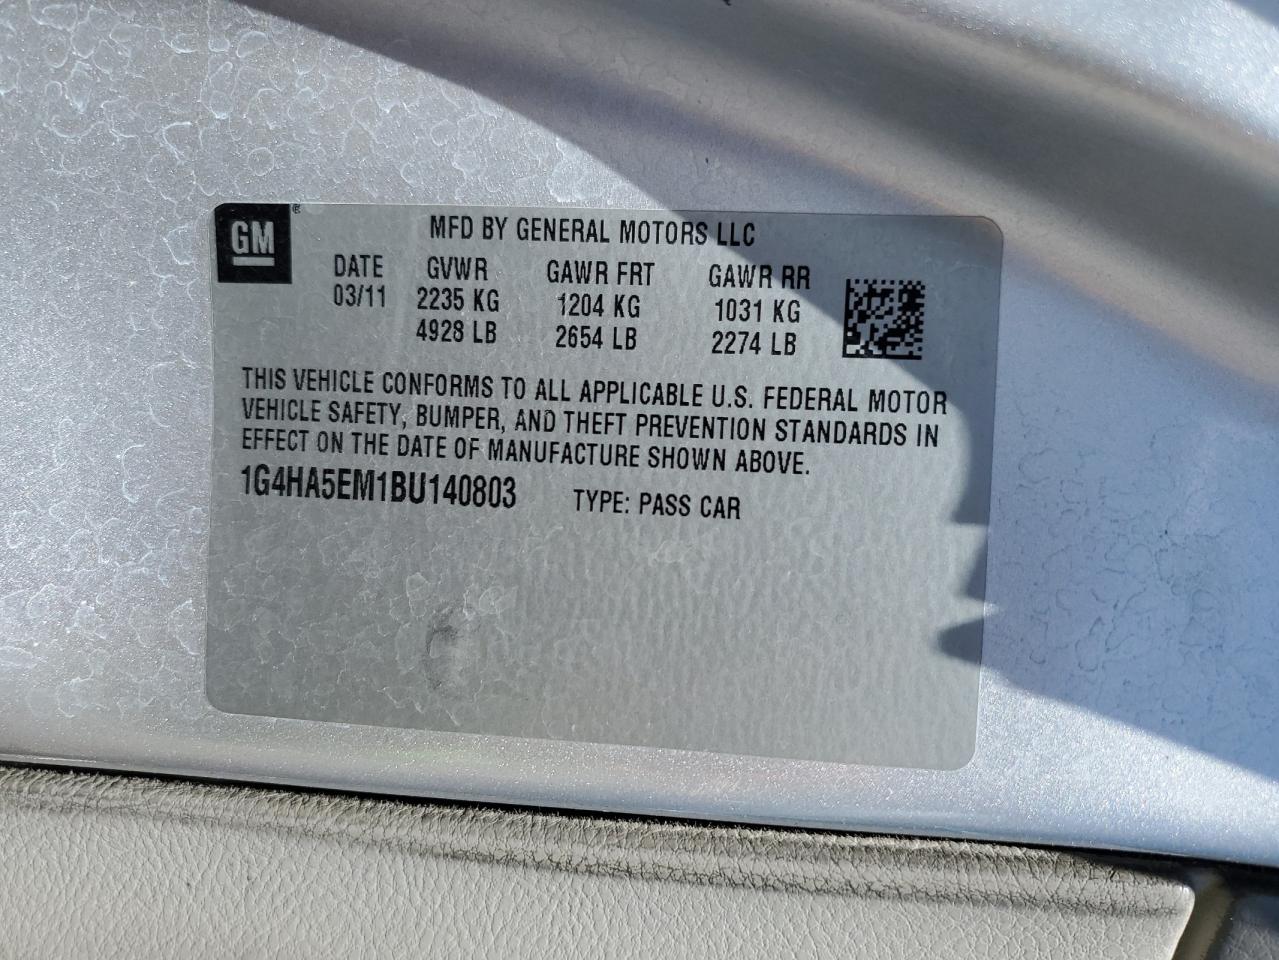 GM ®
MFD BY GENERAL MOTORS LLC
DATE GVWR GAWR FRT GAWR RR
03/11 2235 KG 1204 KG 1031 KG
4928 LB 2654 LB 2274 LB
THIS VEHICLE CONFORMS TO ALL APPLICABLE U.S. FEDERAL MOTOR
VEHICLE SAFETY, BUMPER, AND THEFT PREVENTION STANDARDS IN
EFFECT ON THE DATE OF MANUFACTURE SHOWN ABOVE.
1G4HA5EM1BU140803 TYPE: PASS CAR